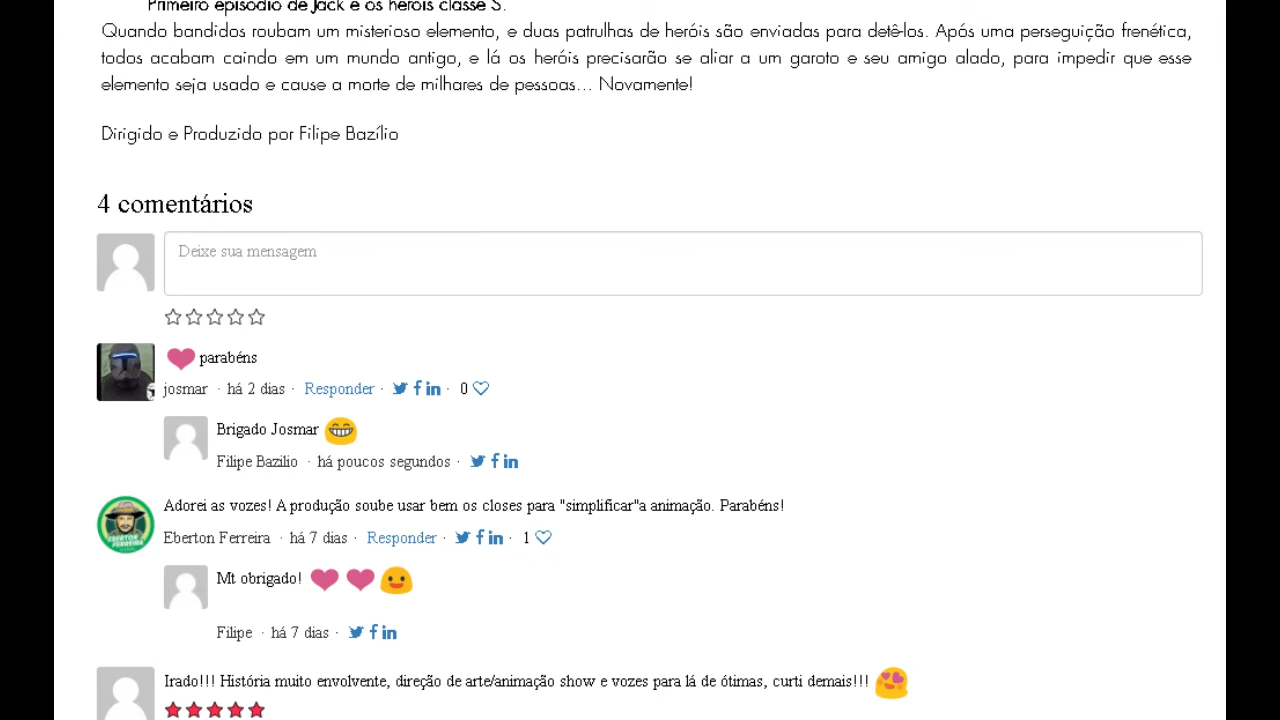 Primeiro episódio de Jack e os heróis classe S.
Quando bandidos roubam um misterioso elemento, e duas patrulhas de heróis são enviadas para detê-los. Após uma perseguição frenética,
todos acabam caindo em um mundo antigo, e lá os heróis precisarão se aliar a um garoto e seu amigo alado, para impedir que esse
elemento seja usado e cause a morte de milhares de pessoas... Novamente!
Dirigido e Produzido por Filipe Bazílio
4 comentários
Deixe sua mensagem
parabéns
josmar · há 2 dias · Responder · · 0
Brigado Josmar
Filipe Bazilio · há poucos segundos ·
Adorei as vozes! A produção soube usar bem os closes para "simplificar"a animação. Parabéns!
Eberton Ferreira · há 7 dias · Responder · · 1
EBERTON FERREIRA
Mt obrigado!
Filipe · há 7 dias ·
Irado!!! História muito envolvente, direção de arte/animação show e vozes para lá de ótimas, curti demais!!!